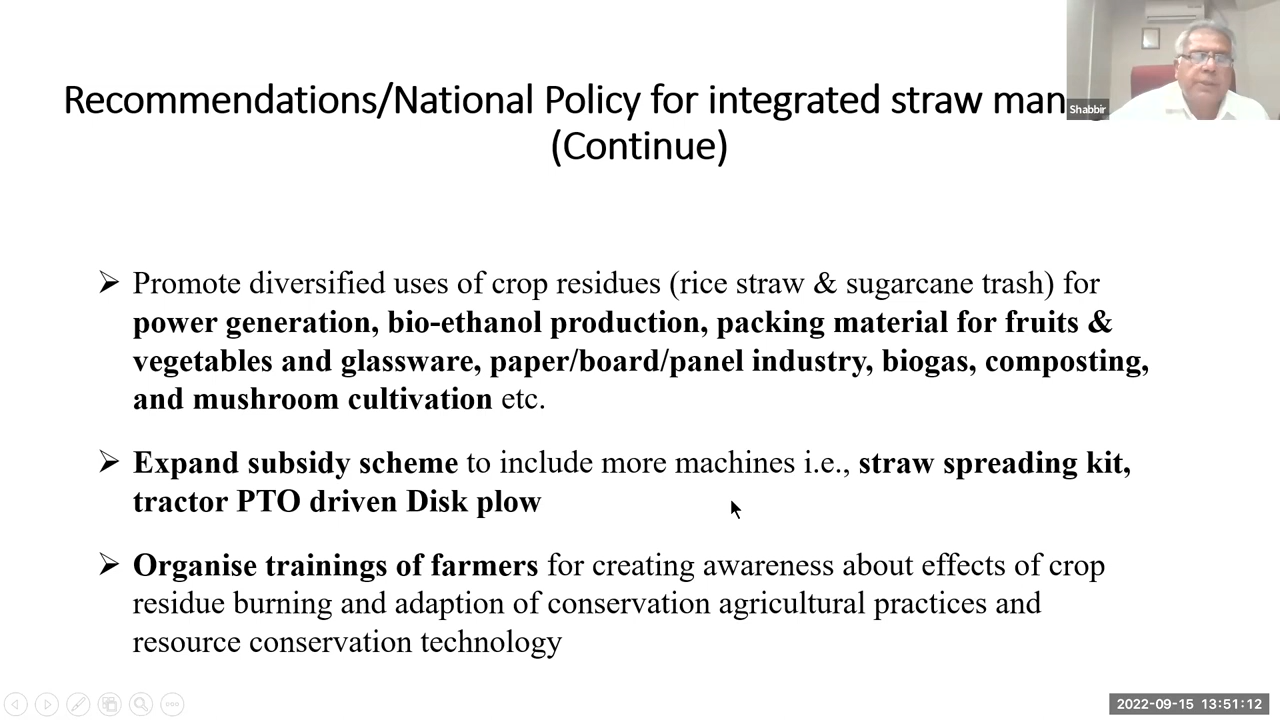 Recommendations/National Policy for integrated straw man
(Continue)
Shabbir
➢ Promote diversified uses of crop residues (rice straw & sugarcane trash) for
power generation, bio-ethanol production, packing material for fruits &
vegetables and glassware, paper/board/panel industry, biogas, composting,
and mushroom cultivation etc.
➢ Expand subsidy scheme to include more machines i.e., straw spreading kit,
tractor PTO driven Disk plow
➢ Organise trainings of farmers for creating awareness about effects of crop
residue burning and adaption of conservation agricultural practices and
resource conservation technology
2022-09-15 13:51:12